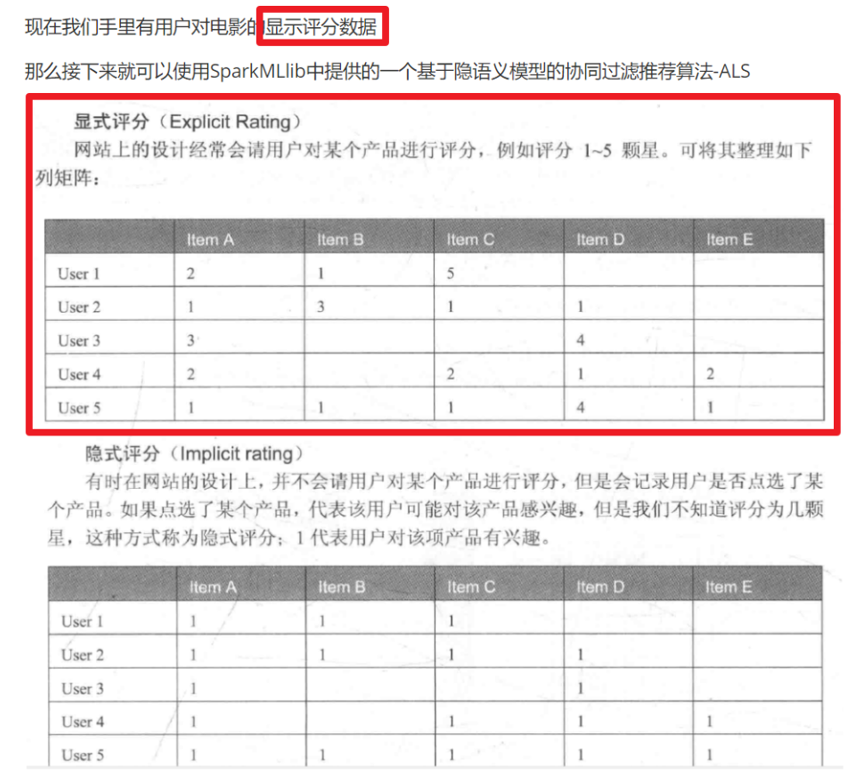 现在我们手里有用户对电影的显示评分数据
那么接下来就可以使用SparkMLlib中提供的一个基于隐语义模型的协同过滤推荐算法-ALS
显式评分（Explicit Rating）
网站上的设计经常会请用户对某个产品进行评分，例如评分 1~5 颗星。可将其整理如下
列矩阵：
Item A Item B Item C Item D Item E
User 1 2 1 5
User 2 1 3 1 1
User 3 3 4
User 4 2 2 1 2
User 5 1 1 1 4 1
隐式评分（Implicit rating）
有时在网站的设计上，并不会请用户对某个产品进行评分，但是会记录用户是否点选了某
个产品。如果点选了某个产品，代表该用户可能对该产品感兴趣，但是我们不知道评分为几颗
星，这种方式称为隐式评分；1 代表用户对该项产品有兴趣。
Item A Item B Item C Item D Item E
User 1 1 1 1
User 2 1 1 1 1
User 3 1 1
User 4 1 1 1 1
User 5 1 1 1 1 1